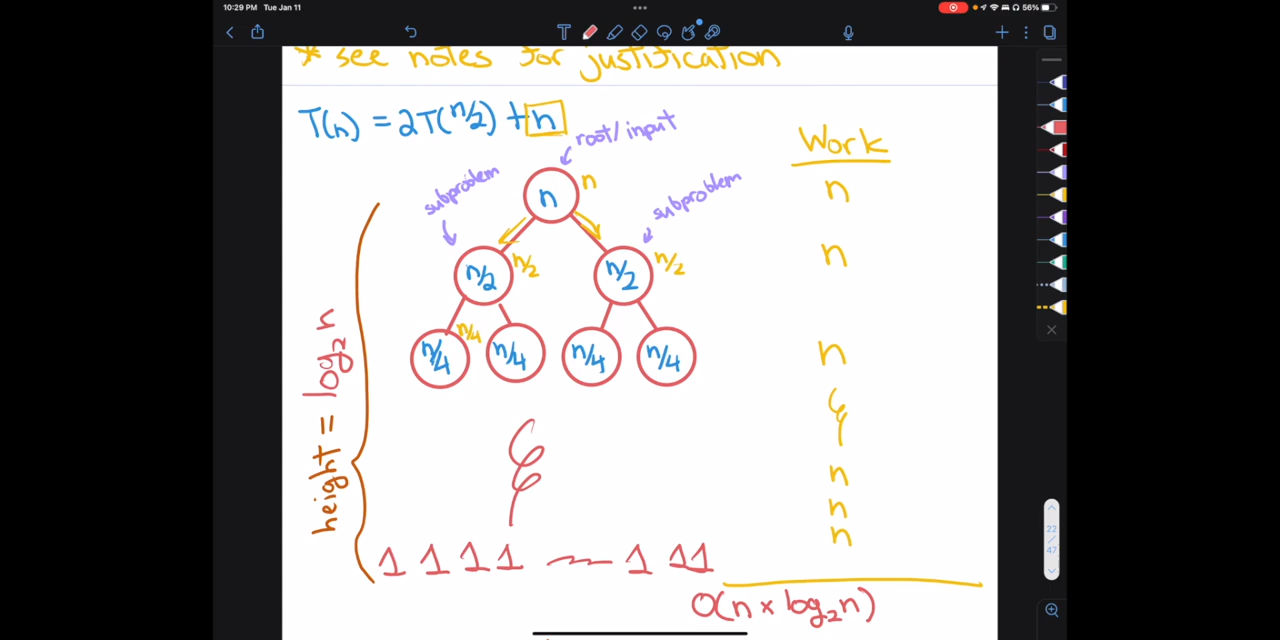 10:29 PM Tue Jan 11
56%
* see notes for justification
T(n) = 2T(n/2) + n
root/input
Work
subproblem
n
n
n
subproblem
n/2
n/2
n/2
n/2
n
n/4
n/4
n/4
n/4
n/4
n
height = log₂ n
n
n
n
1 1 1 1 1 1 1
O(n × log₂n)
22
/
47